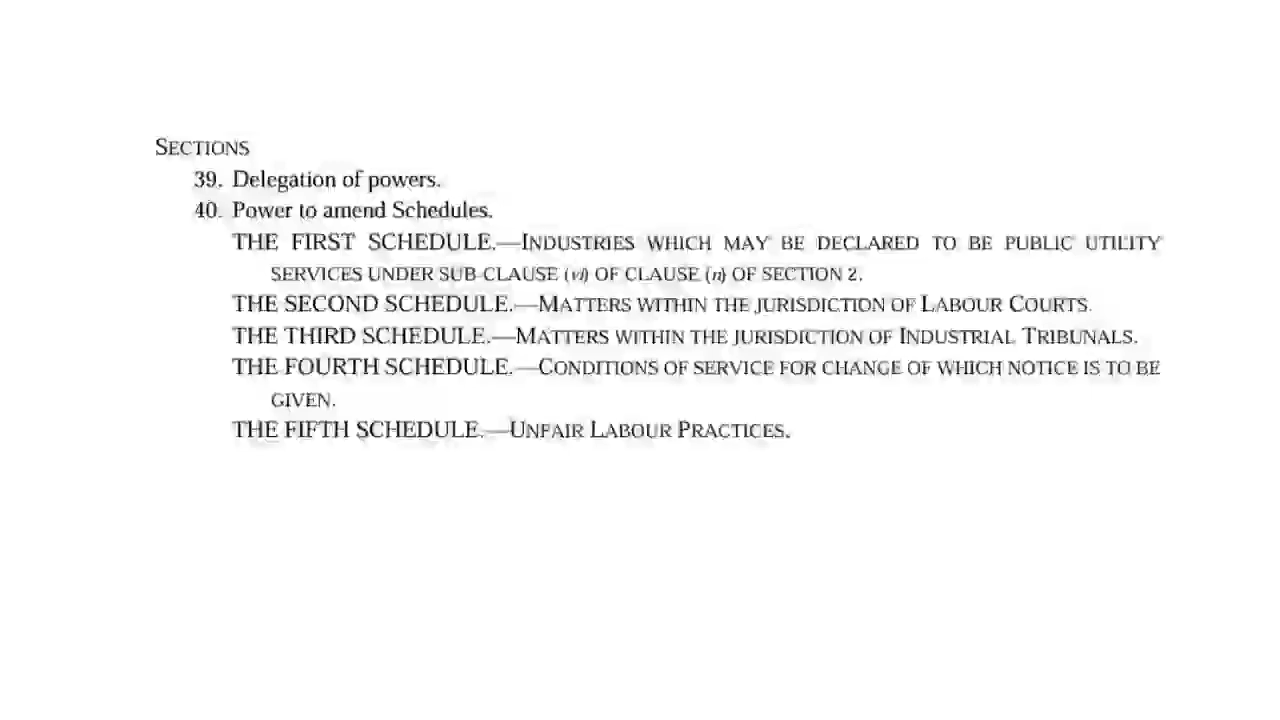 SECTIONS
39. Delegation of powers.
40. Power to amend Schedules.
THE FIRST SCHEDULE.—INDUSTRIES WHICH MAY BE DECLARED TO BE PUBLIC UTILITY
SERVICES UNDER SUB-CLAUSE (vi) OF CLAUSE (n) OF SECTION 2.
THE SECOND SCHEDULE.—MATTERS WITHIN THE JURISDICTION OF LABOUR COURTS.
THE THIRD SCHEDULE.—MATTERS WITHIN THE JURISDICTION OF INDUSTRIAL TRIBUNALS.
THE FOURTH SCHEDULE.—CONDITIONS OF SERVICE FOR CHANGE OF WHICH NOTICE IS TO BE
GIVEN.
THE FIFTH SCHEDULE.—UNFAIR LABOUR PRACTICES.